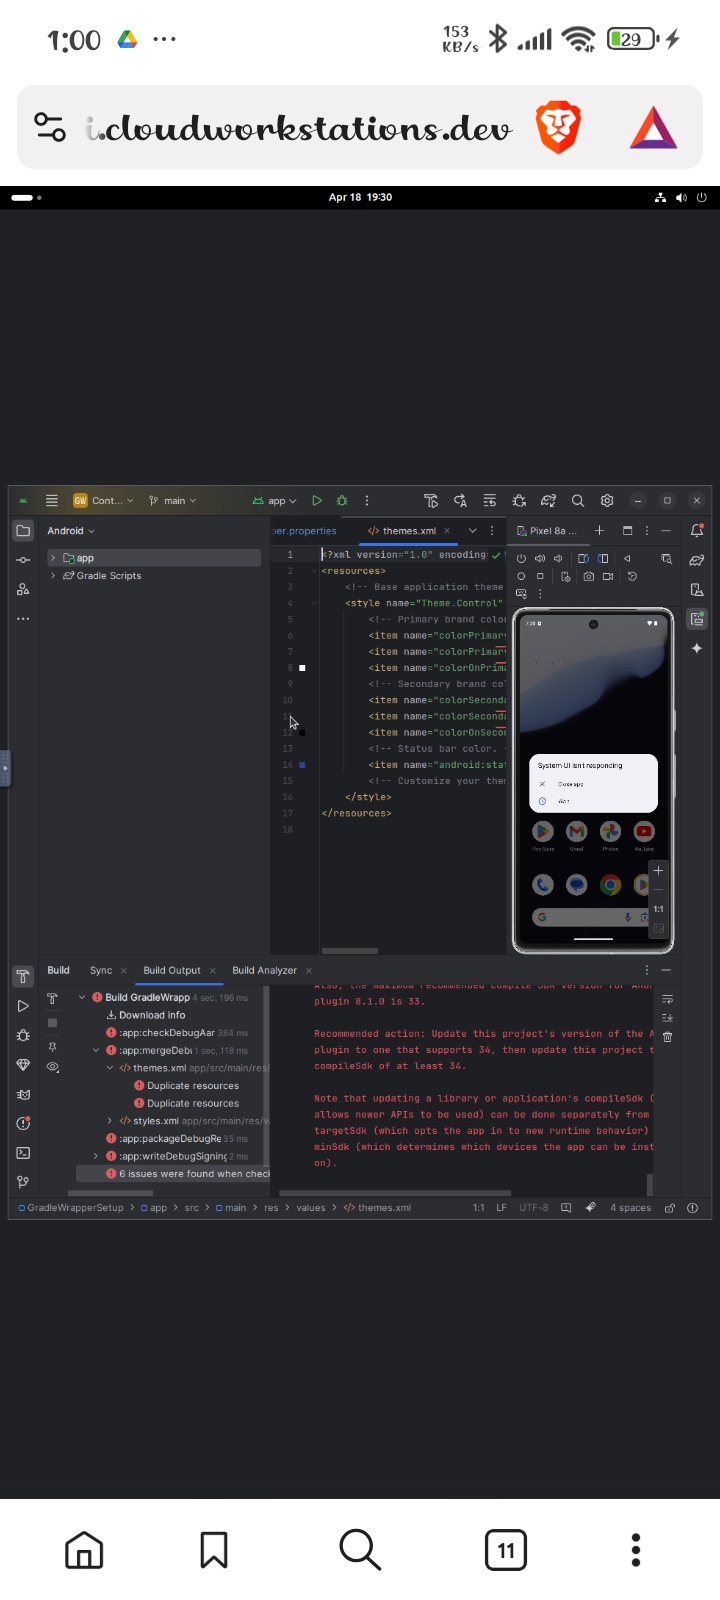 1:00
153
KB/s
29
i.cloudworkstations.dev
Apr 18 19:30
GW Cont...
main
app
Android
er.properties
themes.xml
Pixel 8a ...
app
Gradle Scripts
1 <?xml version="1.0" encoding
2 <resources>
3 <!-- Base application theme
4 <style name="Theme.Control"
5 <!-- Primary brand color
6 <item name="colorPrimary
7 <item name="colorPrimary
8 <item name="colorOnPrima
9 <!-- Secondary brand col
10 <item name="colorSeconda
11 <item name="colorSeconda
12 <item name="colorOnSecon
13 <!-- Status bar color. -
14 <item name="android:stat
15 <!-- Customize your them
16 </style>
17 </resources>
18
7:30
System UI isn't responding
Close app
Wait
Play Store
Gmail
Photos
YouTube
1:1
Build
Sync
Build Output
Build Analyzer
Build GradleWrapp 4 sec, 196 ms
Download info
:app:checkDebugAar 384 ms
:app:mergeDebu 1 sec, 118 ms
themes.xml app/src/main/res/
Duplicate resources
Duplicate resources
styles.xml app/src/main/res/v
:app:packageDebugRe 35 ms
:app:writeDebugSigning 2 ms
6 issues were found when check
Also, the maximum recommended compile SDK version for Andr
plugin 8.1.0 is 33.
Recommended action: Update this project's version of the A
plugin to one that supports 34, then update this project t
compileSdk of at least 34.
Note that updating a library or application's compileSdk (
allows newer APIs to be used) can be done separately from
targetSdk (which opts the app in to new runtime behavior)
minSdk (which determines which devices the app can be inst
on).
GradleWrapperSetup > app > src > main > res > values > themes.xml
1:1 LF UTF-8 4 spaces
11